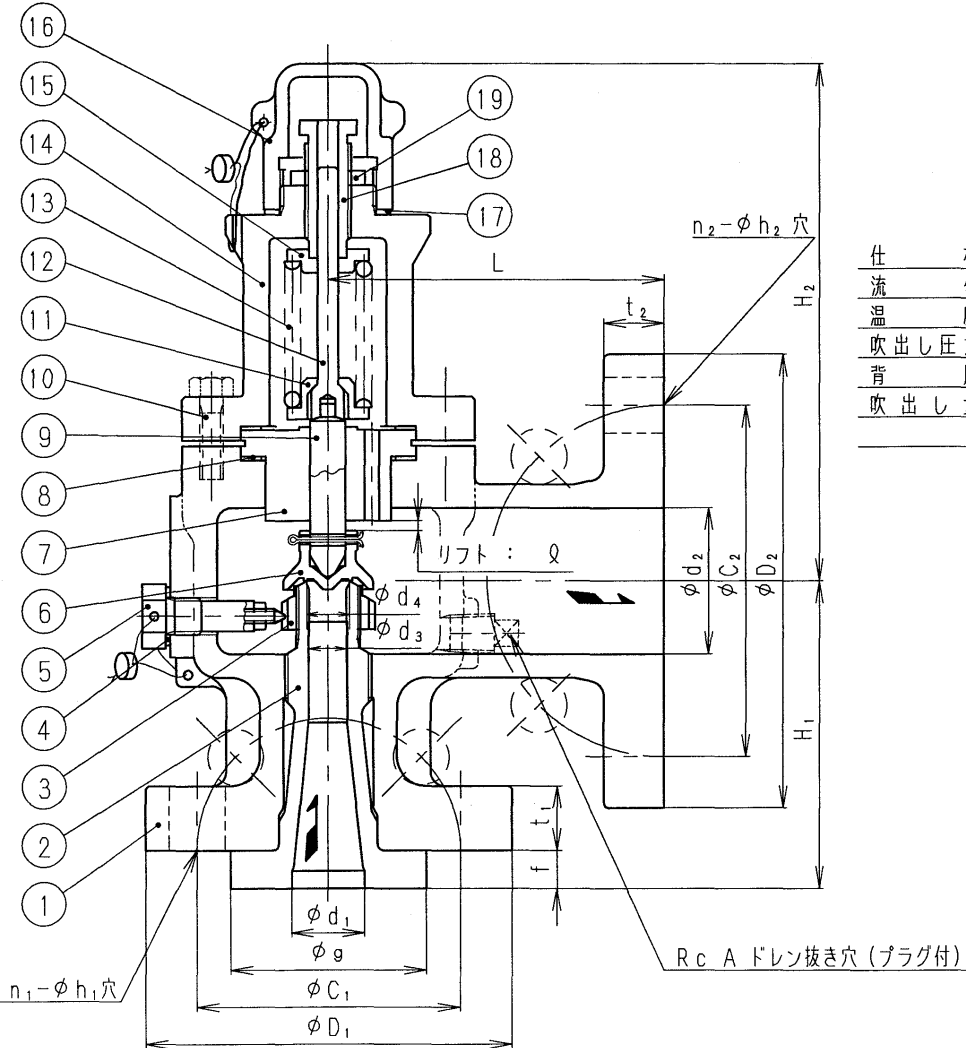 16
15
14
13
12
11
10
9
8
7
6
5
4
3
2
1
19
18
17
n₂-φh₂ 穴
L
t₂
H₂
仕
流
温
吹出し圧
背
吹出し
リフト： ℓ
φd₄
φd₃
φd₂
φC₂
φD₂
H₁
t₁
f
φd₁
φg
φC₁
φD₁
n₁-φh₁穴
Rc A ドレン抜き穴 (プラグ付)